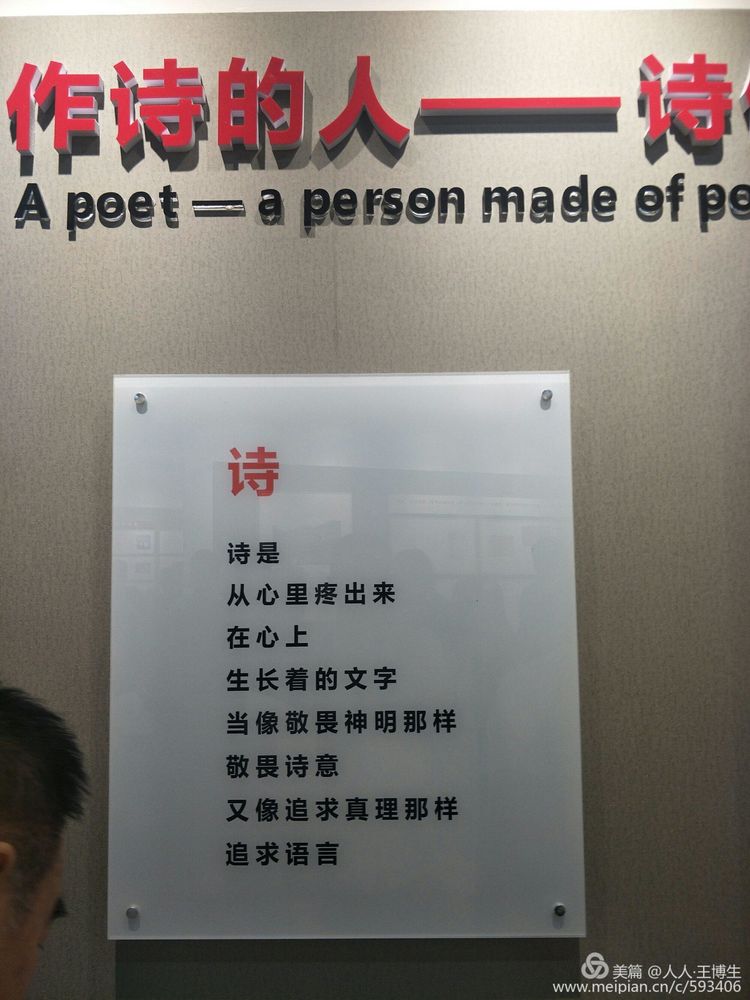 作诗的人——诗
A poet — a person made of po
诗
诗是
从心里疼出来
在心上
生长着的文字
当像敬畏神明那样
敬畏诗意
又像追求真理那样
追求语言
美篇 @人人·王博生
www.meipian.cn/c/593406